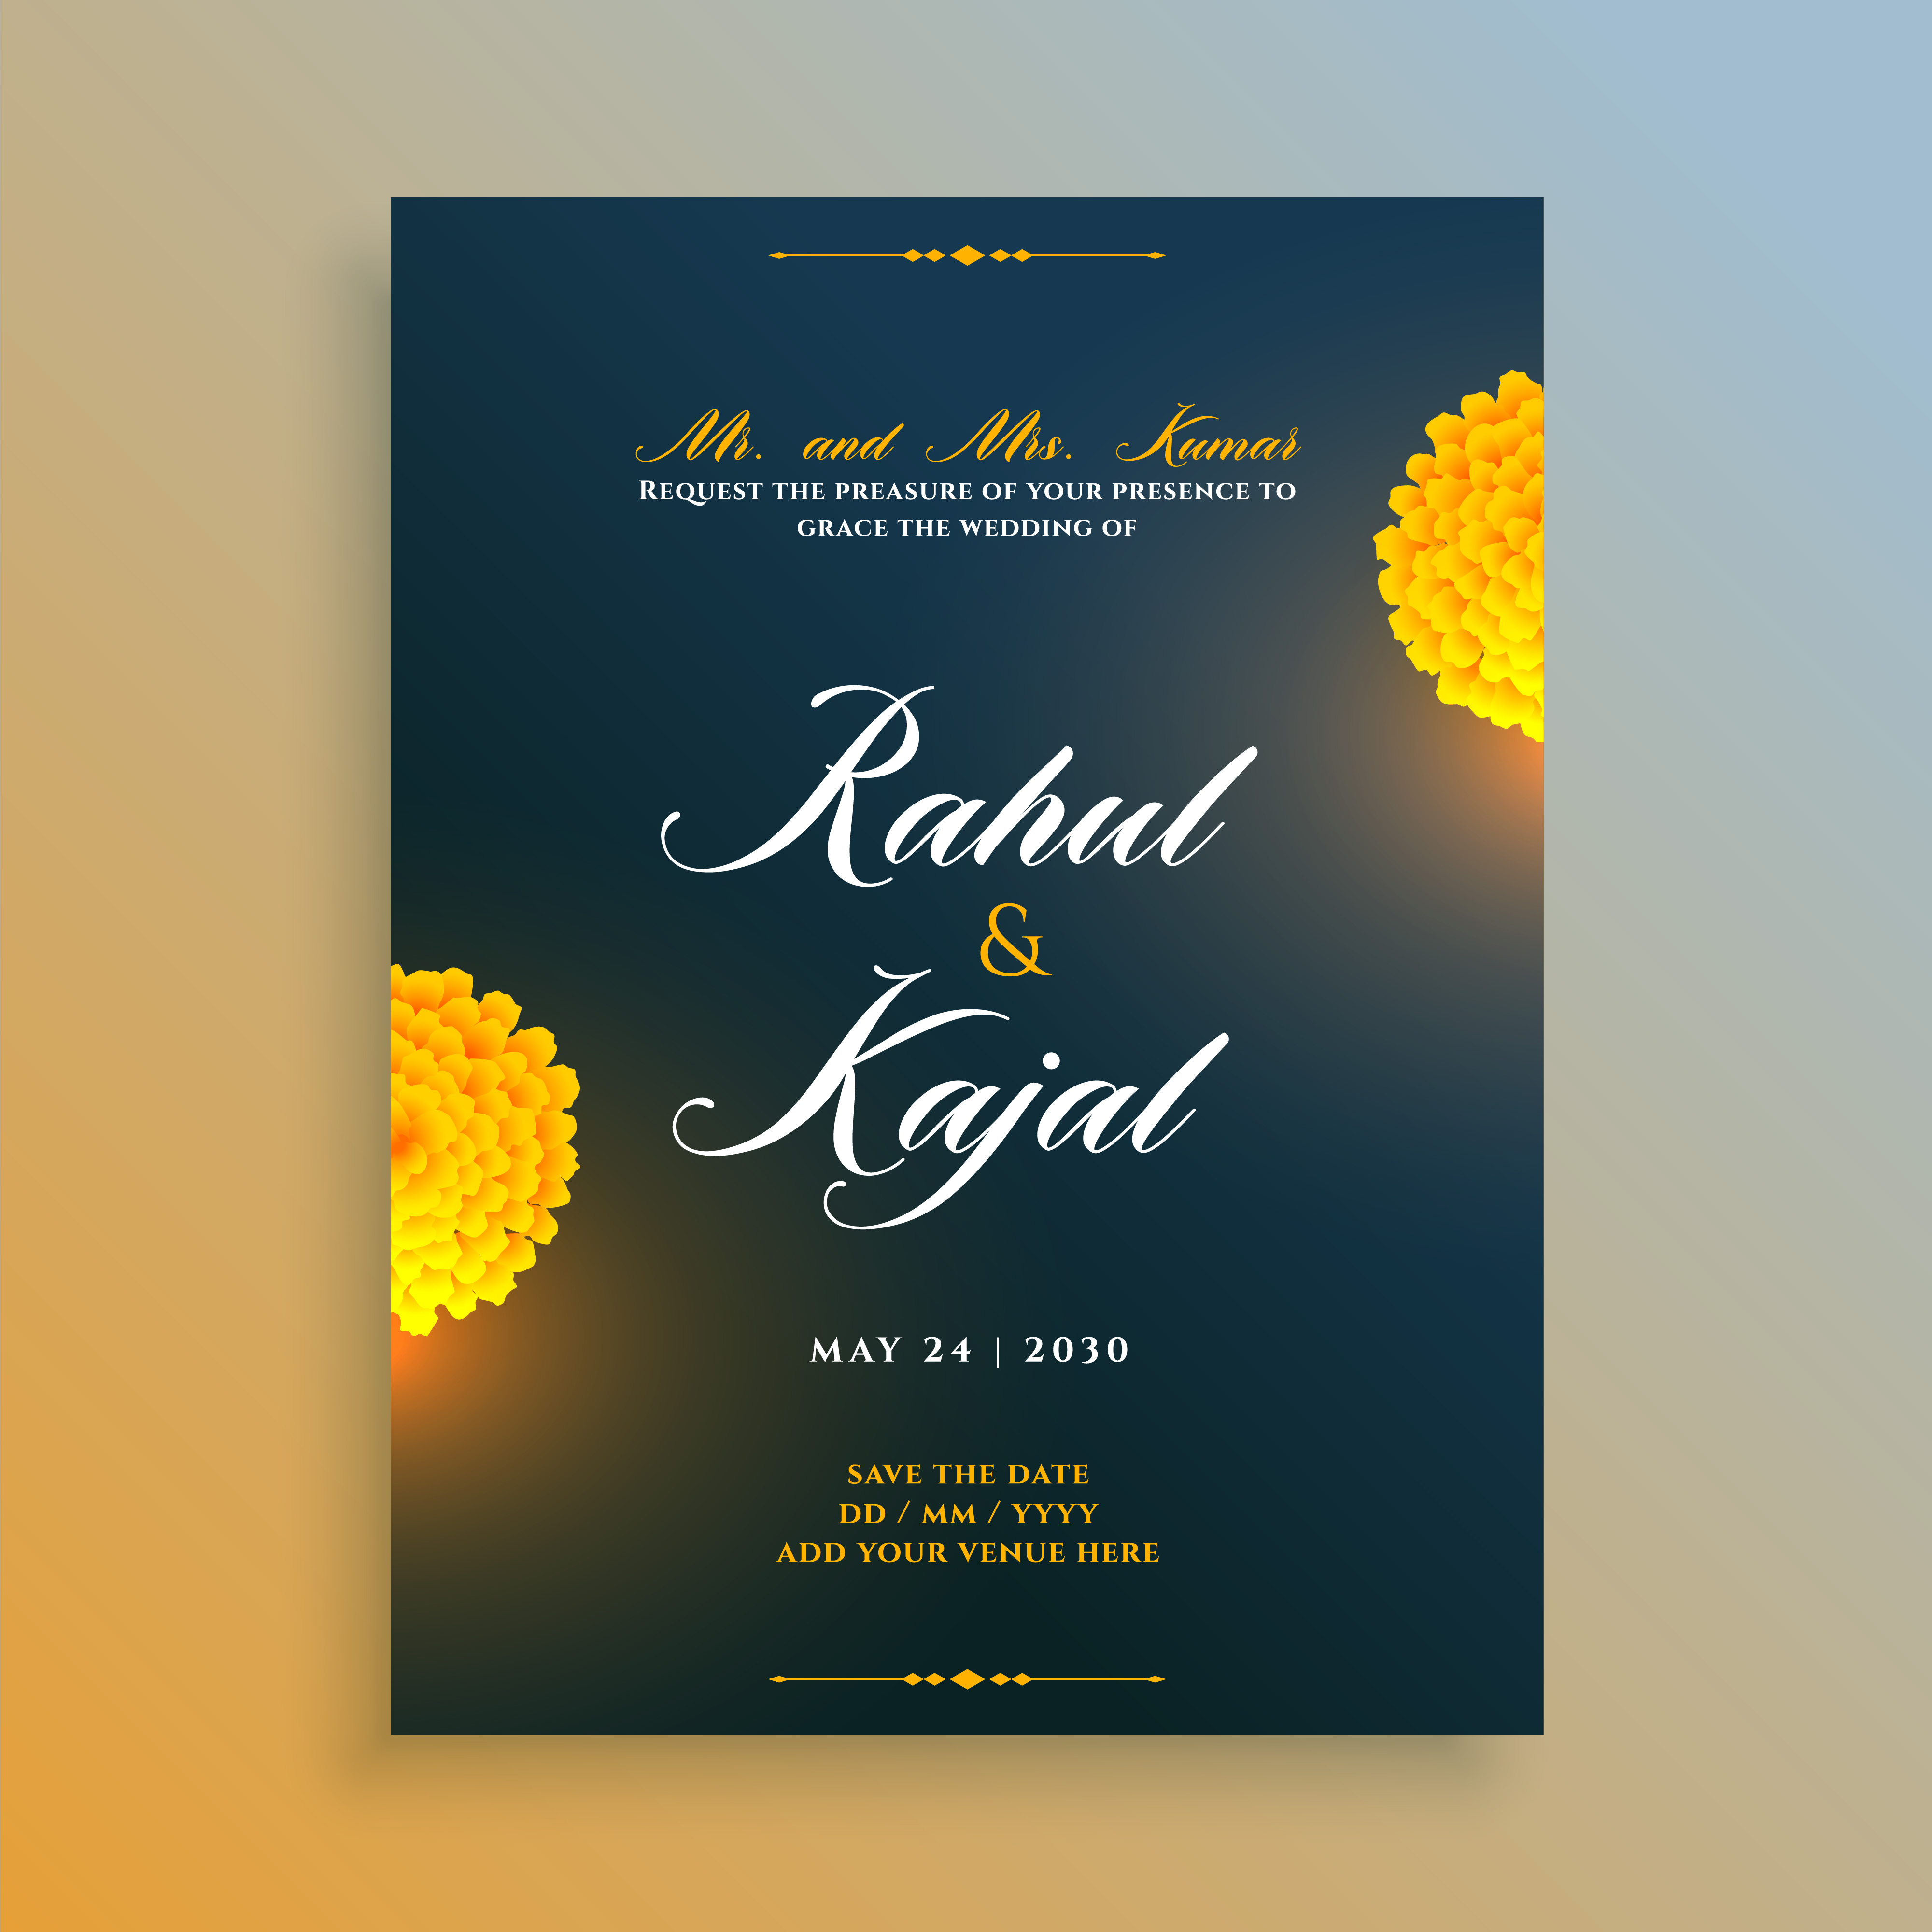 Mr. and Mrs. Kumar
Request the preasure of your presence to
grace the wedding of
Rahul
&
Kajal
MAY 24 | 2030
SAVE THE DATE
DD / MM / YYYY
ADD YOUR VENUE HERE